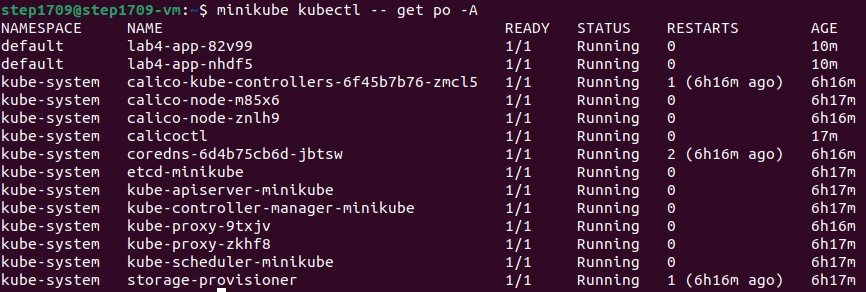 step1709@step1709-vm:~$ minikube kubectl -- get po -A
NAMESPACE NAME READY STATUS RESTARTS AGE
default lab4-app-82v99 1/1 Running 0 10m
default lab4-app-nhdf5 1/1 Running 0 10m
kube-system calico-kube-controllers-6f45b7b76-zmcl5 1/1 Running 1 (6h16m ago) 6h16m
kube-system calico-node-m85x6 1/1 Running 0 6h17m
kube-system calico-node-znlh9 1/1 Running 0 6h16m
kube-system calicoctl 1/1 Running 0 17m
kube-system coredns-6d4b75cb6d-jbtsw 1/1 Running 2 (6h16m ago) 6h16m
kube-system etcd-minikube 1/1 Running 0 6h17m
kube-system kube-apiserver-minikube 1/1 Running 0 6h17m
kube-system kube-controller-manager-minikube 1/1 Running 0 6h17m
kube-system kube-proxy-9txjv 1/1 Running 0 6h17m
kube-system kube-proxy-zkhf8 1/1 Running 0 6h17m
kube-system kube-scheduler-minikube 1/1 Running 0 6h17m
kube-system storage-provisioner 1/1 Running 1 (6h16m ago) 6h17m